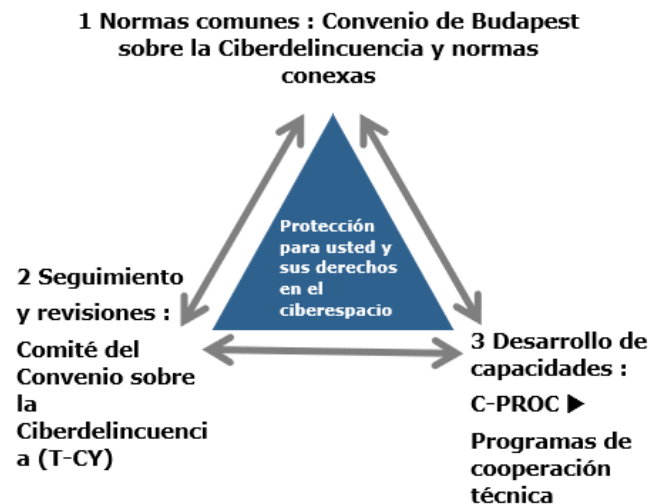 1 Normas comunes : Convenio de Budapest
sobre la Ciberdelincuencia y normas
conexas
Protección
para usted y
sus derechos
en el
ciberespacio
2 Seguimiento
y revisiones :
Comité del
Convenio sobre
la
Ciberdelincuenci
a (T-CY)
3 Desarrollo de
capacidades :
C-PROC ▶
Programas de
cooperación
técnica